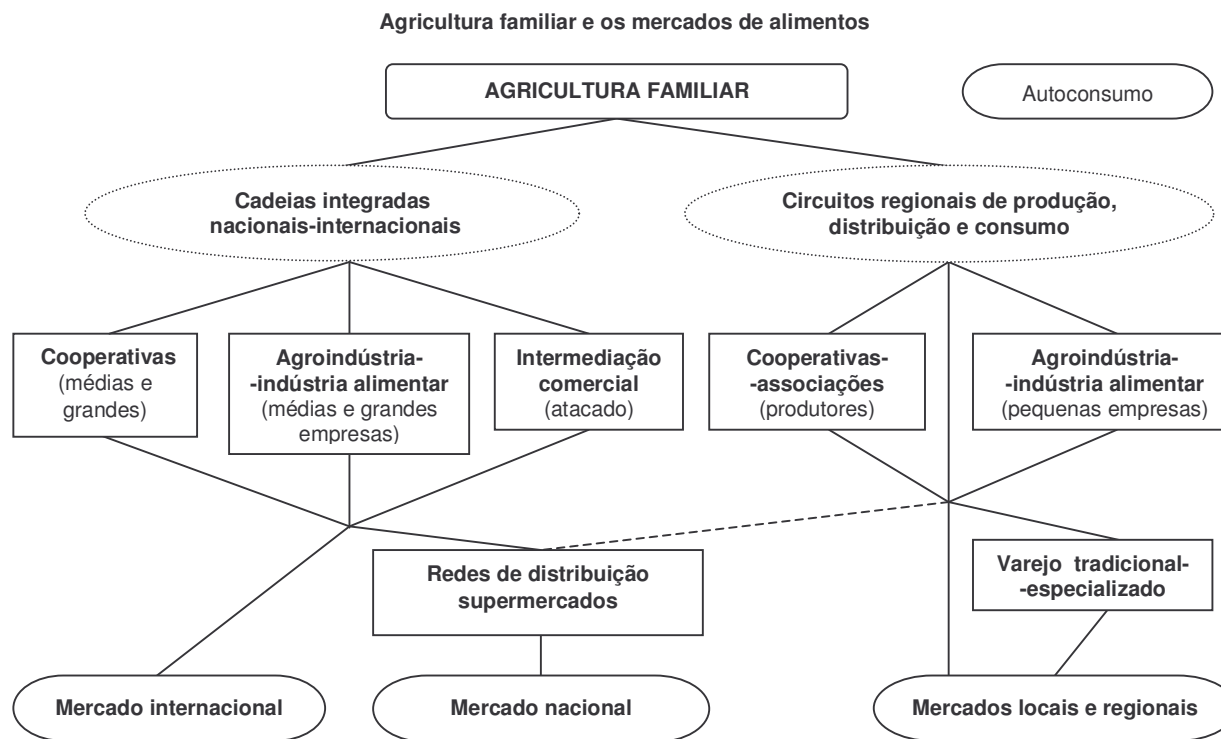 Agricultura familiar e os mercados de alimentos
AGRICULTURA FAMILIAR
Autoconsumo
Cadeias integradas
nacionais-internacionais
Circuitos regionais de produção,
distribuição e consumo
Cooperativas
(médias e
grandes)
Agroindústria-
-indústria alimentar
(médias e grandes
empresas)
Intermediação
comercial
(atacado)
Cooperativas-
-associações
(produtores)
Agroindústria-
-indústria alimentar
(pequenas empresas)
Redes de distribuição
supermercados
Varejo tradicional-
-especializado
Mercado internacional
Mercado nacional
Mercados locais e regionais